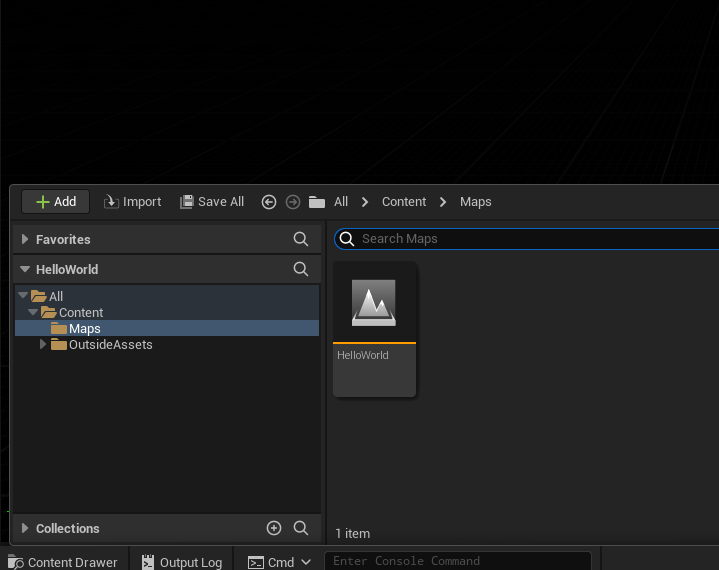 Add Import Save All All Content Maps
Favorites
Search Maps
HelloWorld
All
Content
Maps
OutsideAssets
HelloWorld
Collections
1 item
Content Drawer Output Log Cmd Enter Console Command